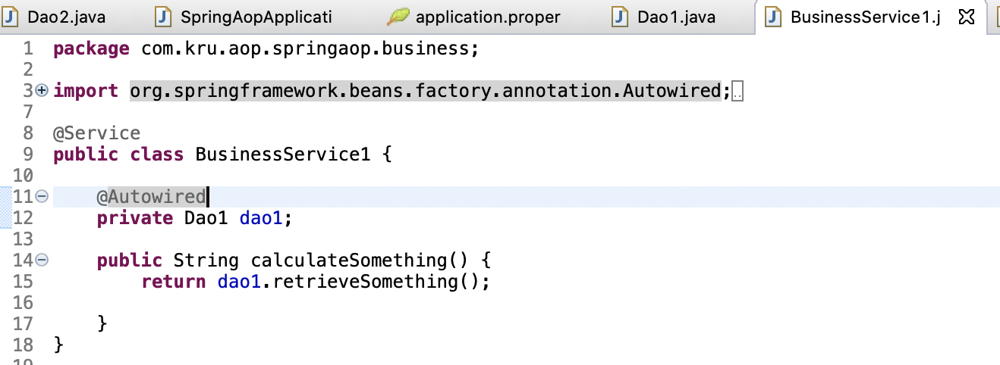 Dao2.java SpringAopApplicati application.proper Dao1.java BusinessService1.j
1 package com.kru.aop.springaop.business;
2
3 import org.springframework.beans.factory.annotation.Autowired;
7
8 @Service
9 public class BusinessService1 {
10
11 @Autowired
12 private Dao1 dao1;
13
14 public String calculateSomething() {
15 return dao1.retrieveSomething();
16
17 }
18 }
19